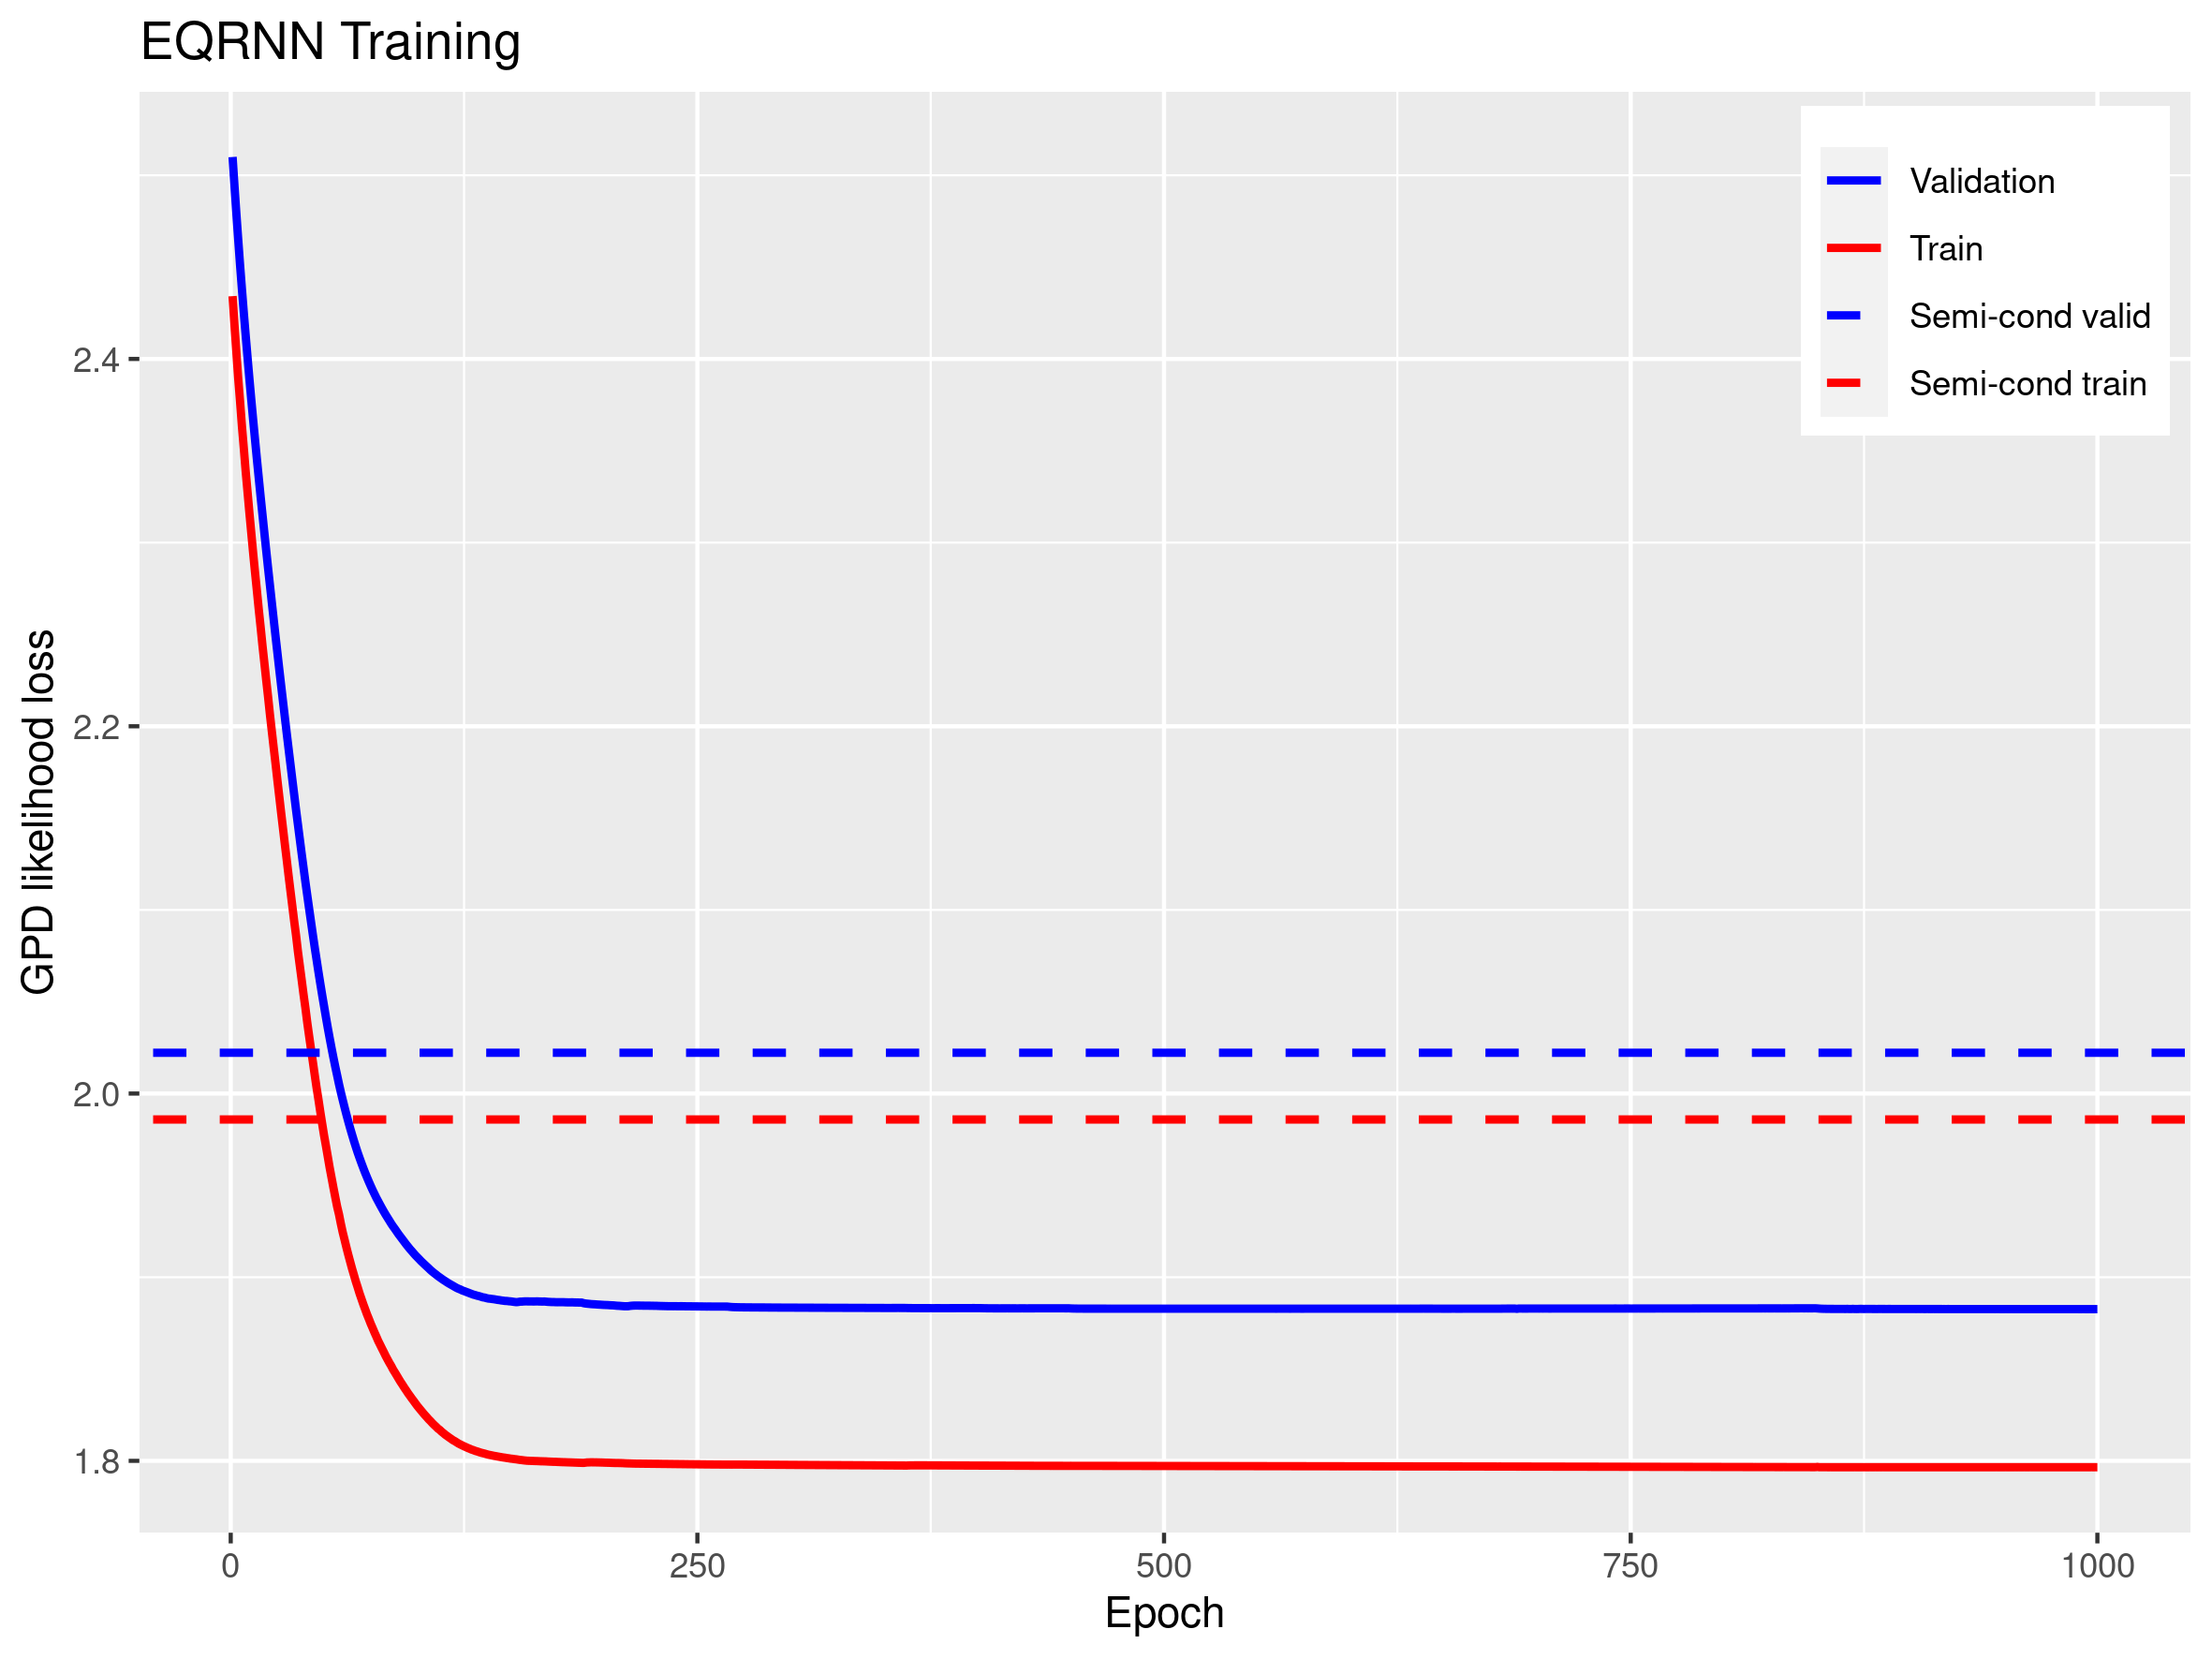 EQRNN Training
Validation
Train
Semi-cond valid
Semi-cond train
GPD likelihood loss
2.4
2.2
2.0
1.8
0 250 500 750 1000
Epoch